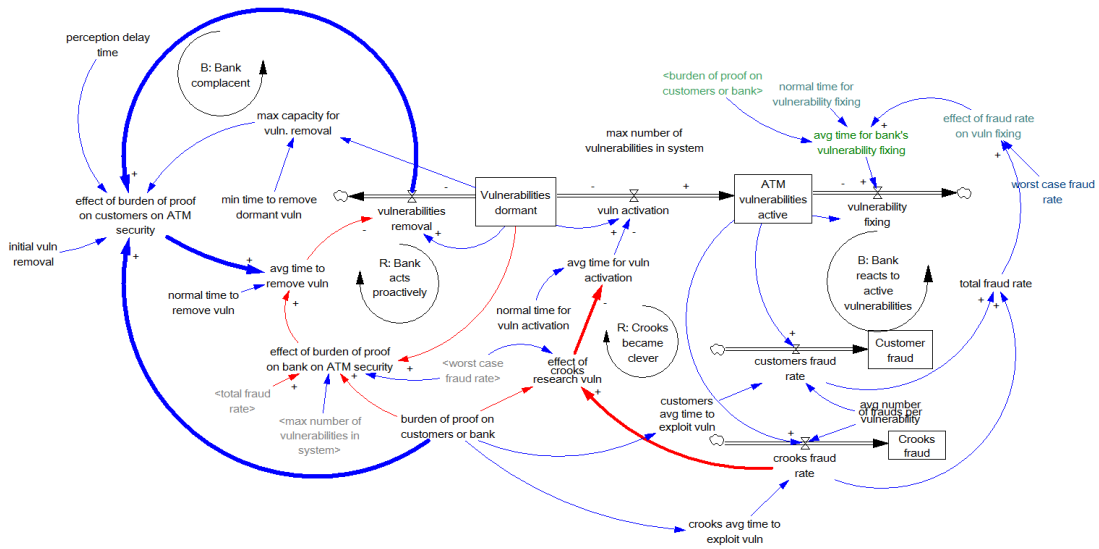 perception delay
time
B: Bank
complacent
max capacity for
vuln. removal
min time to remove
dormant vuln
effect of burden of proof
on customers on ATM
security
initial vuln
removal
normal time to
remove vuln
avg time to
remove vuln
vulnerabilities
removal
R: Bank
acts
proactively
Vulnerabilities
dormant
max number of
vulnerabilities in system
vuln activation
avg time for vuln
activation
normal time for
vuln activation
R: Crooks
became
clever
effect of
crooks
research vuln
<worst case
fraud rate>
effect of burden of proof
on bank on ATM security
<total fraud
rate>
<max number of
vulnerabilities in
system>
burden of proof on
customers or bank
<burden of proof on
customers or bank>
normal time for
vulnerability fixing
avg time for bank's
vulnerability fixing
effect of fraud rate
on vuln fixing
worst case fraud
rate
ATM
vulnerabilities
active
vulnerability
fixing
B: Bank
reacts to
active
vulnerabilities
total fraud rate
customers fraud
rate
Customer
fraud
customers
avg time to
exploit vuln
avg number
of frauds per
vulnerability
crooks fraud
rate
Crooks
fraud
crooks avg time to
exploit vuln